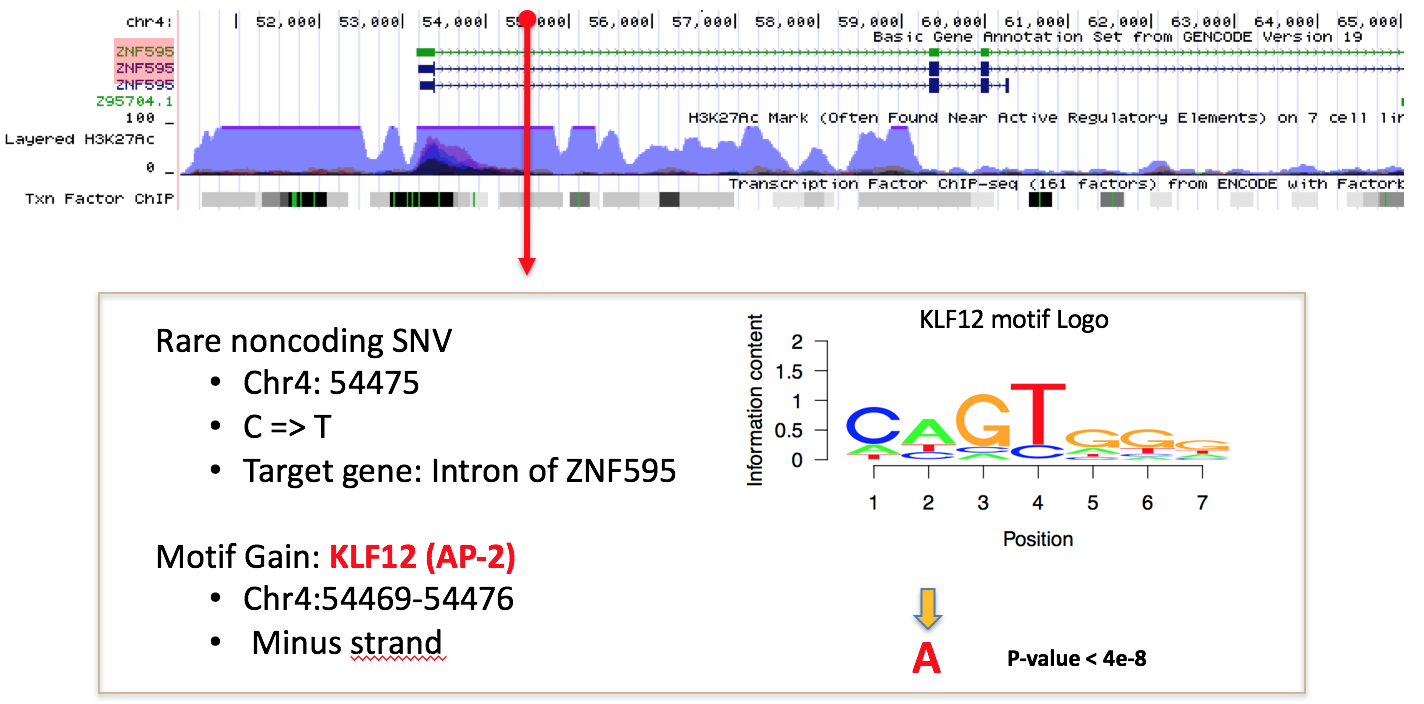 chr4: | 52,000| 53,000| 54,000| 55,000| 56,000| 57,000| 58,000| 59,000| 60,000| 61,000| 62,000| 63,000| 64,000| 65,000|
Basic Gene Annotation Set from GENCODE Version 19
ZNF595
ZNF595
ZNF595
Z95704.1
100
H3K27Ac Mark (Often Found Near Active Regulatory Elements) on 7 cell lin
Layered H3K27Ac
0
Transcription Factor ChIP-seq (161 factors) from ENCODE with Factorb
Txn Factor ChIP
Rare noncoding SNV
• Chr4: 54475
• C => T
• Target gene: Intron of ZNF595
Motif Gain: KLF12 (AP-2)
• Chr4:54469-54476
• Minus strand
KLF12 motif Logo
Information content
2
1.5
1
0.5
0
C A G T G G G
1 2 3 4 5 6 7
Position
A
P-value < 4e-8